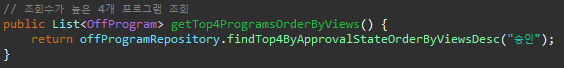 // 조회수가 높은 4개 프로그램 조회
public List<OffProgram> getTop4ProgramsOrderByViews() {
    return offProgramRepository.findTop4ByApprovalStateOrderByViewsDesc("승인");
}